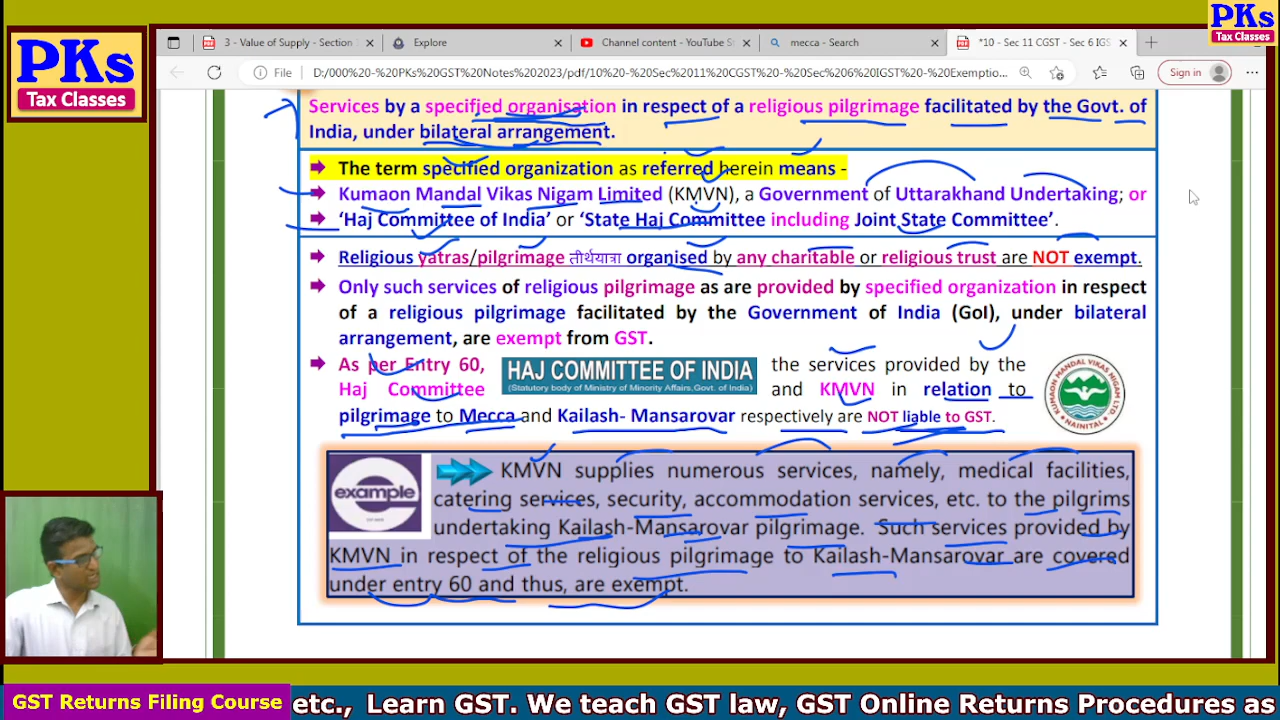 PKs
Tax Classes
3 - Value of Supply - Section
Explore
Channel content - YouTube S
mecca - Search
*10 - Sec 11 CGST - Sec 6 IGS
PKs
Tax Classes
File
D:/000%20-%20PKs%20GST%20Notes%202023/pdf/10%20-%20Sec%2011%20CGST%20-%20Sec%206%20IGST%20-%20Exemptio...
Sign in
Services by a specified organisation in respect of a religious pilgrimage facilitated by the Govt. of
India, under bilateral arrangement.
The term specified organization as referred herein means -
Kumaon Mandal Vikas Nigam Limited (KMVN), a Government of Uttarakhand Undertaking; or
‘Haj Committee of India’ or ‘State Haj Committee including Joint State Committee’.
Religious yatras/pilgrimage तीर्थयात्रा organised by any charitable or religious trust are NOT exempt.
Only such services of religious pilgrimage as are provided by specified organization in respect
of a religious pilgrimage facilitated by the Government of India (GoI), under bilateral
arrangement, are exempt from GST.
As per Entry 60, HAJ COMMITTEE OF INDIA the services provided by the
(Statutory body of Ministry of Minority Affairs.Govt. of India)
Haj Committee and KMVN in relation to
pilgrimage to Mecca and Kailash- Mansarovar respectively are NOT liable to GST.
KUMAON MANDAL VIKAS NIGAM LTD
NAINITAL
example
KMVN supplies numerous services, namely, medical facilities,
catering services, security, accommodation services, etc. to the pilgrims
undertaking Kailash-Mansarovar pilgrimage. Such services provided by
KMVN in respect of the religious pilgrimage to Kailash-Mansarovar are covered
under entry 60 and thus, are exempt.
GST Returns Filing Course
etc., Learn GST. We teach GST law, GST Online Returns Procedures as